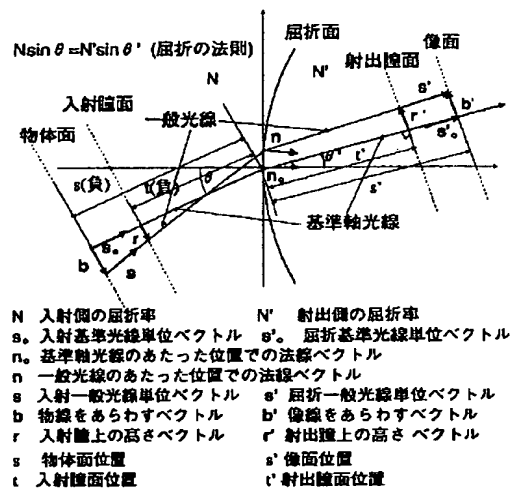 Nsinθ=N'sinθ' (屈折の法則)
屈折面
像面
射出瞳面
N
N'
入射瞳面
一般光線
物体面
s'
b'
r'
s'₀
n
s(負)
t(負)
θ
θ'
t'
n₀
s'
基準軸光線
s₀
r
b
s
N 入射側の屈折率
N' 射出側の屈折率
s₀ 入射基準光線単位ベクトル
s'₀ 屈折基準光線単位ベクトル
n₀ 基準軸光線のあたった位置での法線ベクトル
n 一般光線のあたった位置での法線ベクトル
s 入射一般光線単位ベクトル
s' 屈折一般光線単位ベクトル
b 物線をあらわすベクトル
b' 像線をあらわすベクトル
r 入射瞳上の高さベクトル
r' 射出瞳上の高さ ベクトル
s 物体面位置
s' 像面位置
t 入射瞳面位置
t' 射出瞳面位置